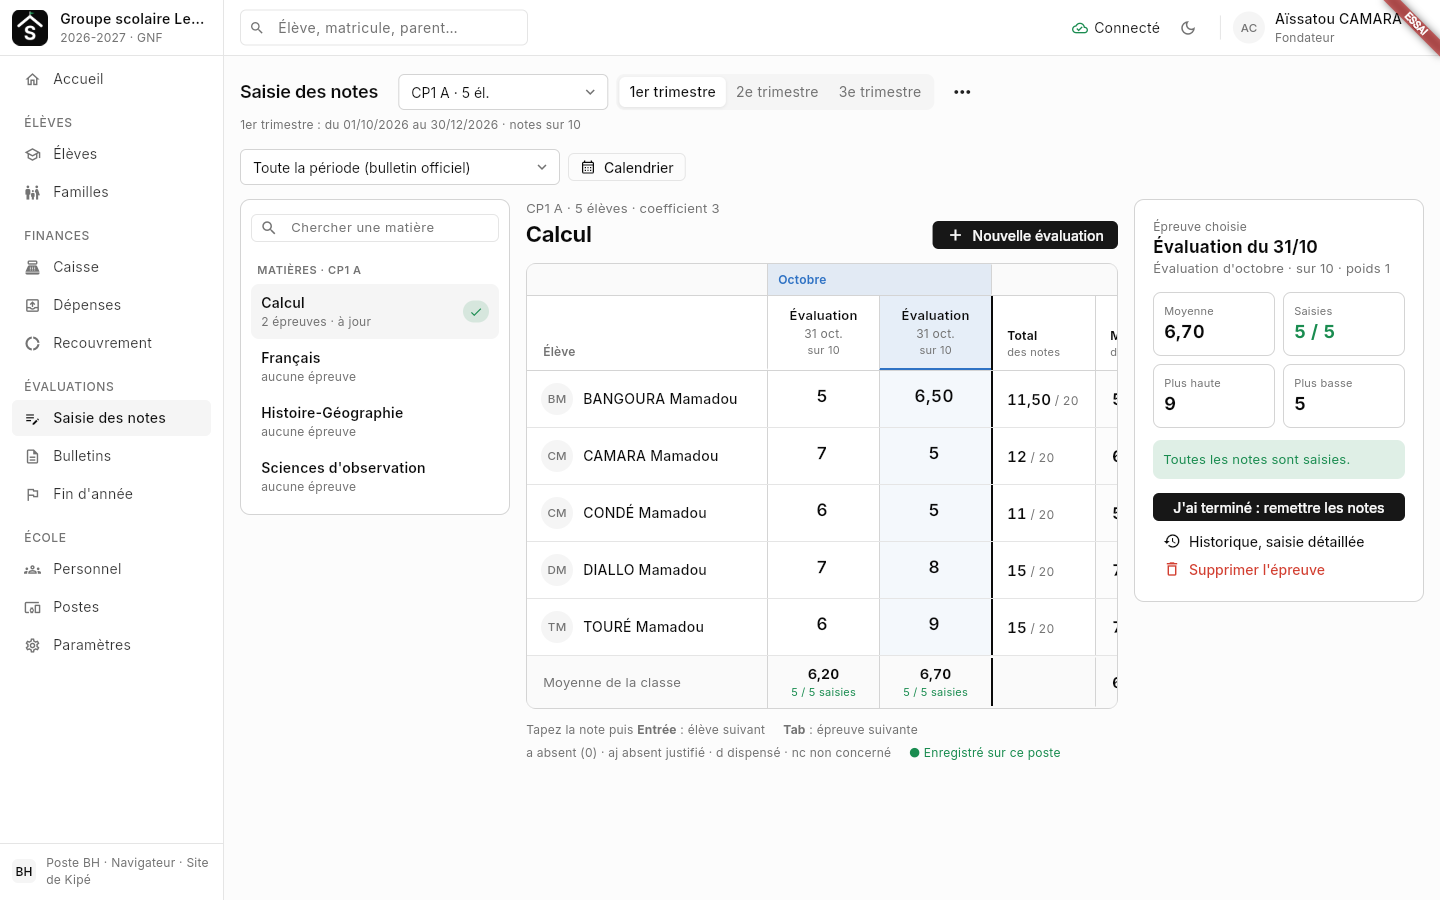 Groupe scolaire Le...
2026-2027 · GNF
Élève, matricule, parent...
Connecté
AC
Aïssatou CAMARA
Fondateur
ESSAI
Accueil
ÉLÈVES
Élèves
Familles
FINANCES
Caisse
Dépenses
Recouvrement
ÉVALUATIONS
Saisie des notes
Bulletins
Fin d'année
ÉCOLE
Personnel
Postes
Paramètres
BH
Poste BH · Navigateur · Site
de Kipé
Saisie des notes
CP1 A · 5 él.
1er trimestre 2e trimestre 3e trimestre
1er trimestre : du 01/10/2026 au 30/12/2026 · notes sur 10
Toute la période (bulletin officiel)
Calendrier
Chercher une matière
MATIÈRES · CP1 A
Calcul
2 épreuves · à jour
Français
aucune épreuve
Histoire-Géographie
aucune épreuve
Sciences d'observation
aucune épreuve
CP1 A · 5 élèves · coefficient 3
Calcul
Nouvelle évaluation
Octobre
Élève
Évaluation
31 oct.
sur 10
Évaluation
31 oct.
sur 10
Total
des notes
BM BANGOURA Mamadou 5 6,50 11,50 / 20
CM CAMARA Mamadou 7 5 12 / 20
CM CONDÉ Mamadou 6 5 11 / 20
DM DIALLO Mamadou 7 8 15 / 20
TM TOURÉ Mamadou 6 9 15 / 20
Moyenne de la classe
6,20
5 / 5 saisies
6,70
5 / 5 saisies
Tapez la note puis Entrée : élève suivant Tab : épreuve suivante
a absent (0) · aj absent justifié · d dispensé · nc non concerné Enregistré sur ce poste
Épreuve choisie
Évaluation du 31/10
Évaluation d'octobre · sur 10 · poids 1
Moyenne
6,70
Saisies
5 / 5
Plus haute
9
Plus basse
5
Toutes les notes sont saisies.
J'ai terminé : remettre les notes
Historique, saisie détaillée
Supprimer l'épreuve